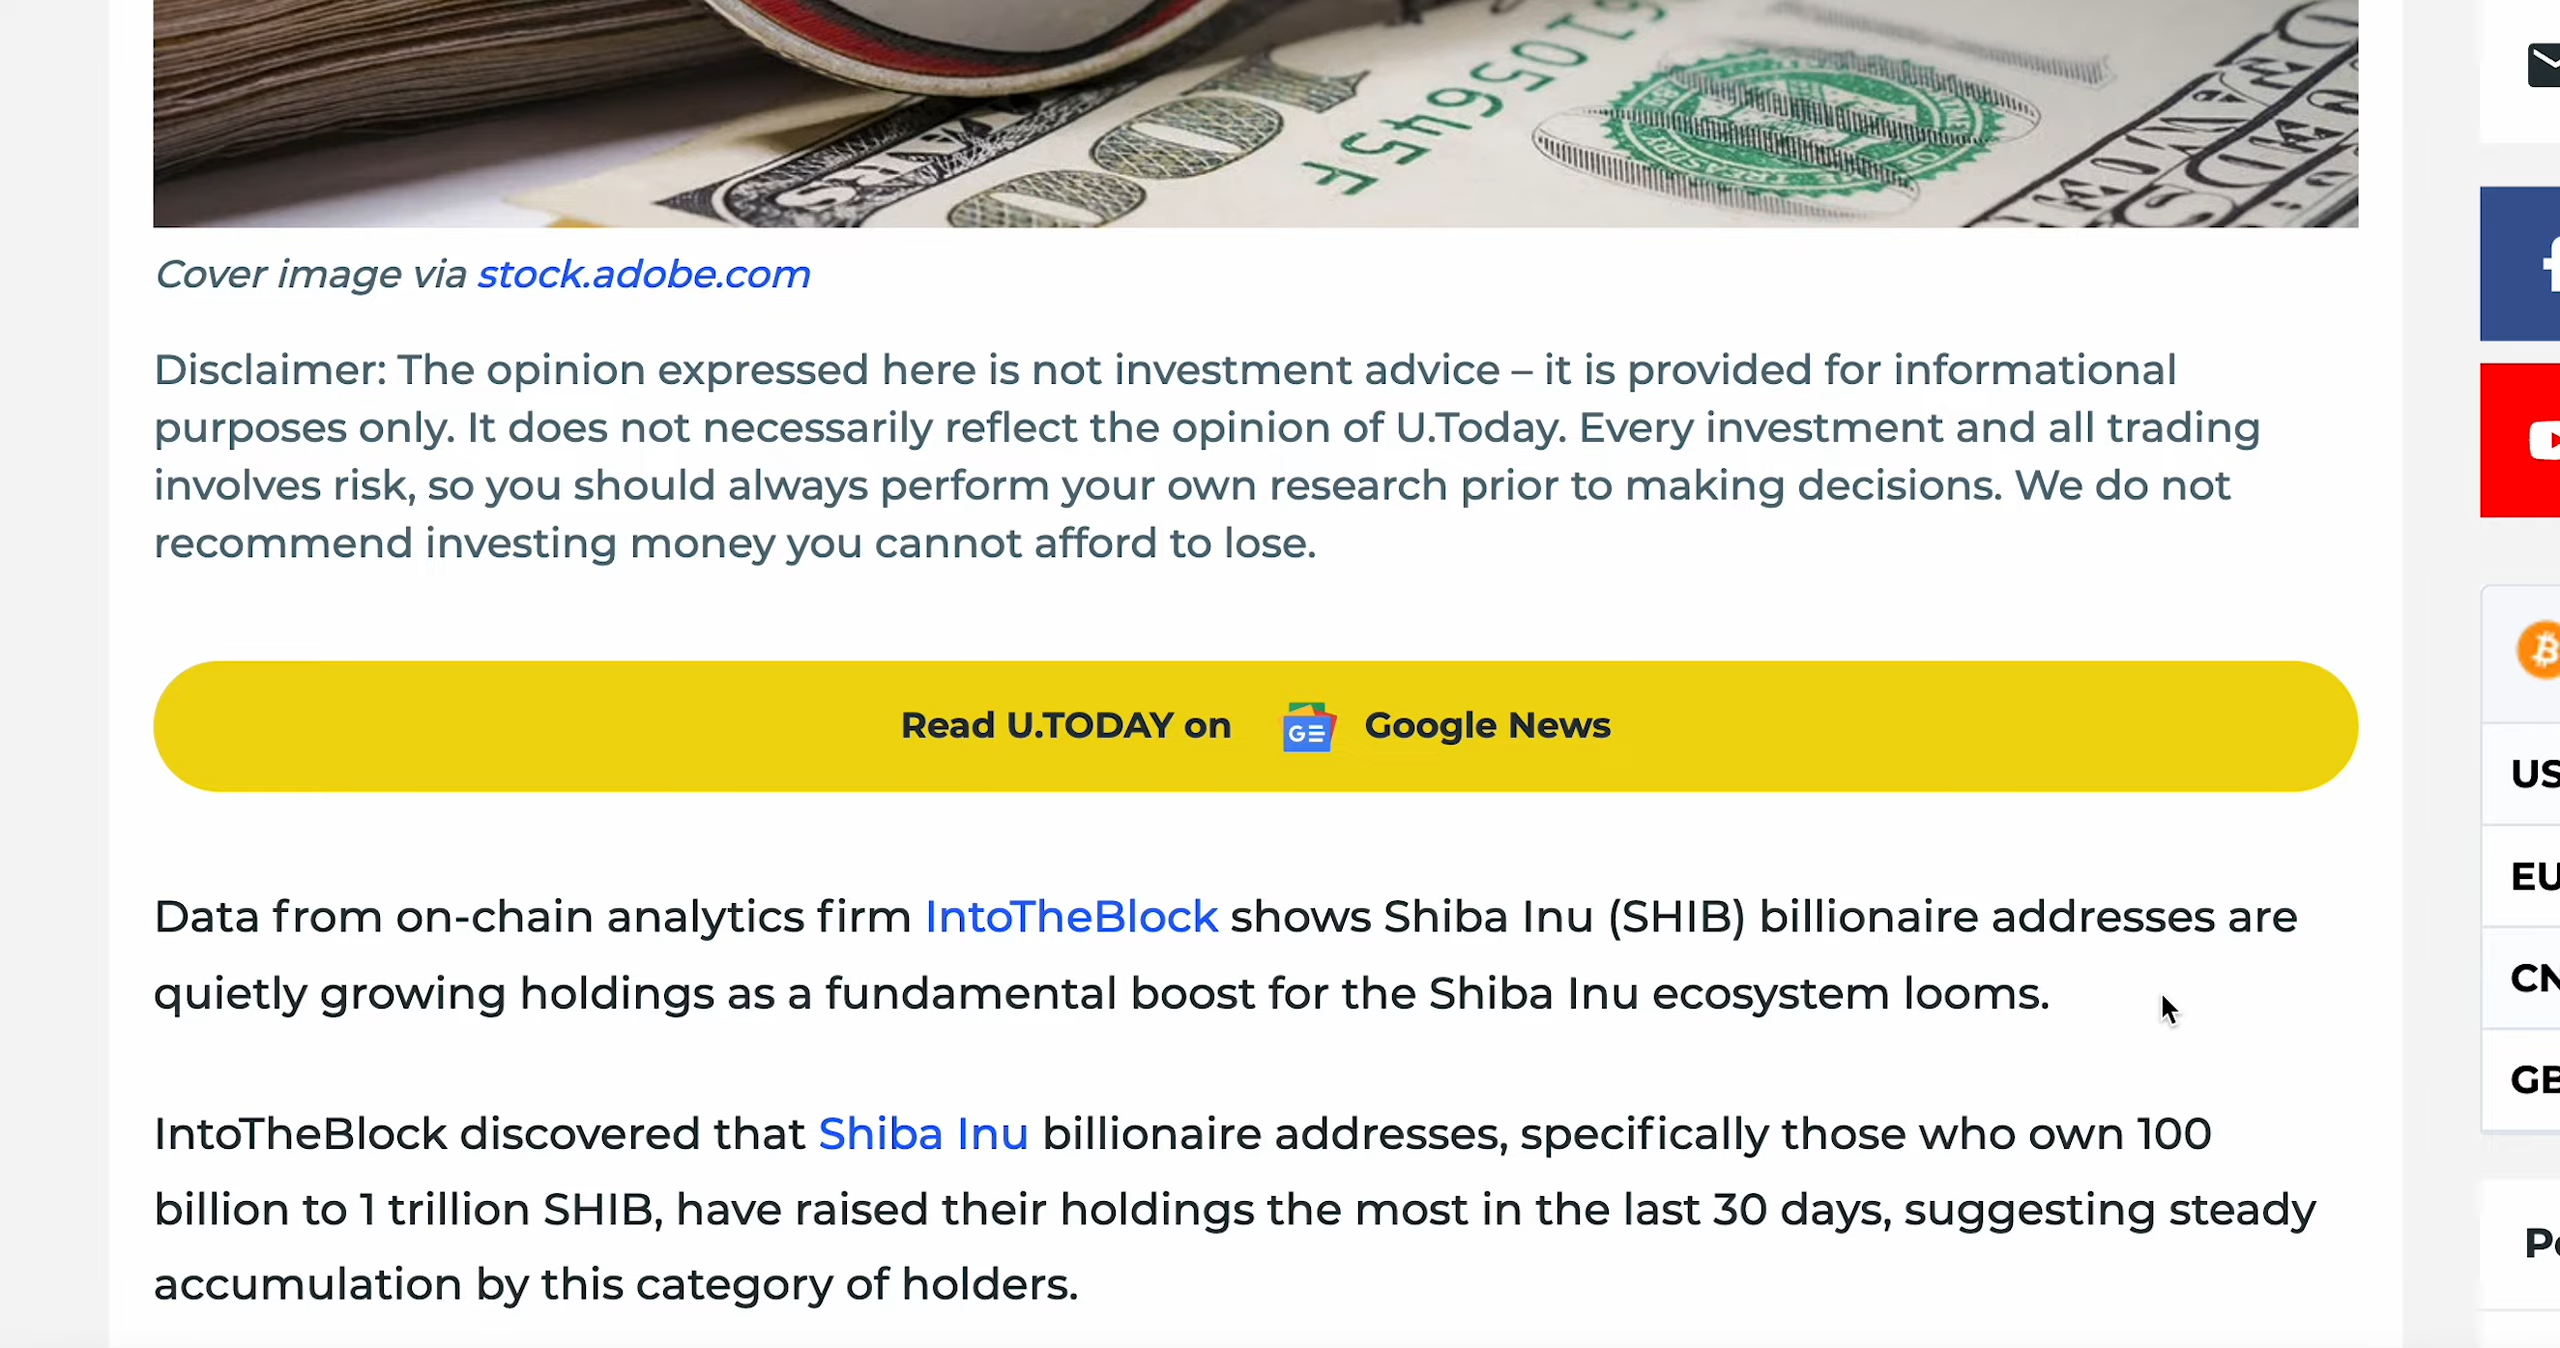 Cover image via stock.adobe.com
Disclaimer: The opinion expressed here is not investment advice – it is provided for informational
purposes only. It does not necessarily reflect the opinion of U.Today. Every investment and all trading
involves risk, so you should always perform your own research prior to making decisions. We do not
recommend investing money you cannot afford to lose.
Read U.TODAY on Google News
Data from on-chain analytics firm IntoTheBlock shows Shiba Inu (SHIB) billionaire addresses are
quietly growing holdings as a fundamental boost for the Shiba Inu ecosystem looms.
IntoTheBlock discovered that Shiba Inu billionaire addresses, specifically those who own 100
billion to 1 trillion SHIB, have raised their holdings the most in the last 30 days, suggesting steady
accumulation by this category of holders.